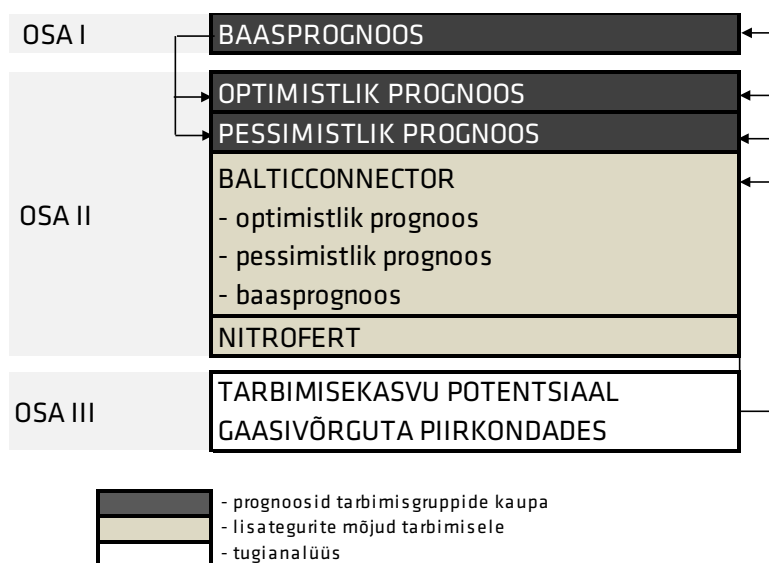 OSA I
BAASPROGNOOS
OSA II
OPTIMISTLIK PROGNOOS
PESSIMISTLIK PROGNOOS
BALTICCONNECTOR
- optimistlik prognoos
- pessimistlik prognoos
- baasprognoos
NITROFERT
OSA III
TARBIMISEKASVU POTENTSIAAL
GAASIVÕRGUTA PIIRKONDADES
- prognoosid tarbimisgruppide kaupa
- lisategurite mõjud tarbimisele
- tugianalüüs